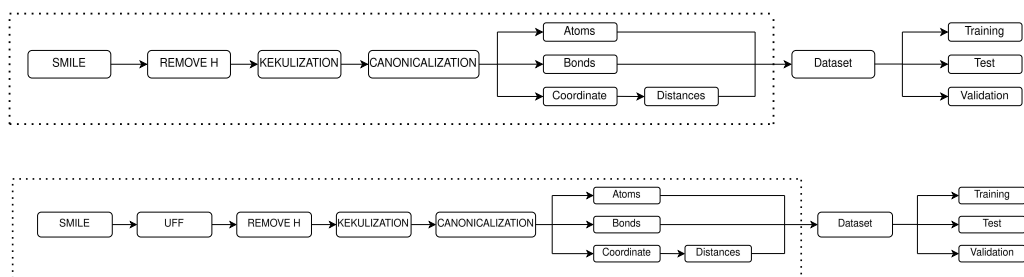 Atoms
Training
SMILE
REMOVE H
KEKULIZATION
CANONICALIZATION
Bonds
Dataset
Test
Coordinate
Distances
Validation
Atoms
Training
SMILE
UFF
REMOVE H
KEKULIZATION
CANONICALIZATION
Bonds
Dataset
Test
Coordinate
Distances
Validation